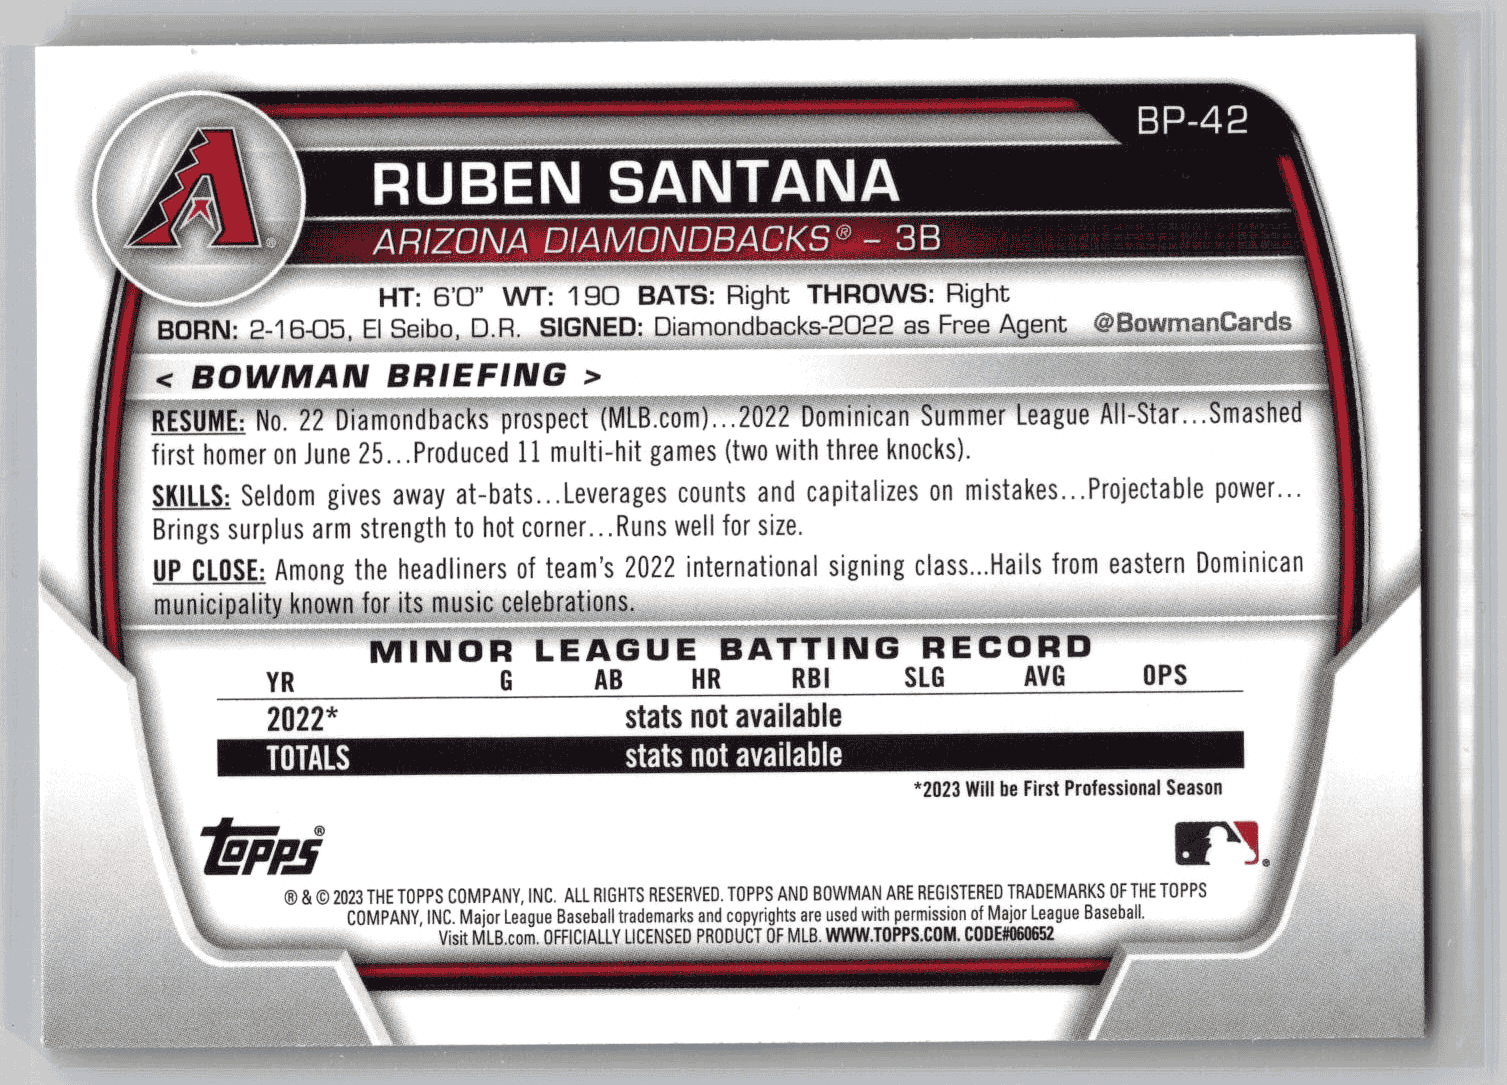 BP-42
RUBEN SANTANA
ARIZONA DIAMONDBACKS® – 3B
HT: 6'0" WT: 190 BATS: Right THROWS: Right
BORN: 2-16-05, El Seibo, D.R. SIGNED: Diamondbacks-2022 as Free Agent @BowmanCards
< BOWMAN BRIEFING >
RESUME: No. 22 Diamondbacks prospect (MLB.com)...2022 Dominican Summer League All-Star...Smashed
first homer on June 25...Produced 11 multi-hit games (two with three knocks).
SKILLS: Seldom gives away at-bats...Leverages counts and capitalizes on mistakes...Projectable power...
Brings surplus arm strength to hot corner...Runs well for size.
UP CLOSE: Among the headliners of team's 2022 international signing class...Hails from eastern Dominican
municipality known for its music celebrations.
MINOR LEAGUE BATTING RECORD
YR G AB HR RBI SLG AVG OPS
2022* stats not available
TOTALS stats not available
*2023 Will be First Professional Season
Topps®
® & © 2023 THE TOPPS COMPANY, INC. ALL RIGHTS RESERVED. TOPPS AND BOWMAN ARE REGISTERED TRADEMARKS OF THE TOPPS
COMPANY, INC. Major League Baseball trademarks and copyrights are used with permission of Major League Baseball.
Visit MLB.com. OFFICIALLY LICENSED PRODUCT OF MLB. WWW.TOPPS.COM. CODE#060652